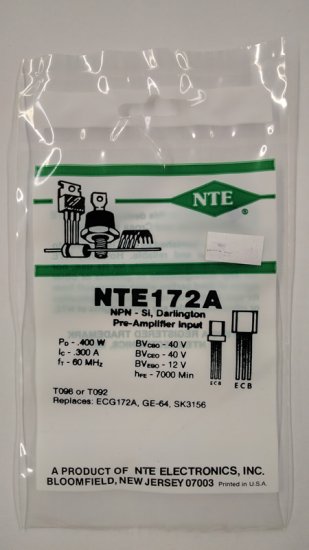 NTE
®
NTE172A
NPN - Si, Darlington
Pre-Amplifier Input
PD - .400 W BVCBO - 40 V
IC - .300 A BVCEO - 40 V
fT - 60 MHz BVEBO - 12 V
hFE - 7000 Min
E C B
E C B
TO96 or TO92
Replaces: ECG172A, GE-64, SK3156
A PRODUCT OF NTE ELECTRONICS, INC.
BLOOMFIELD, NEW JERSEY 07003 Printed in U.S.A.